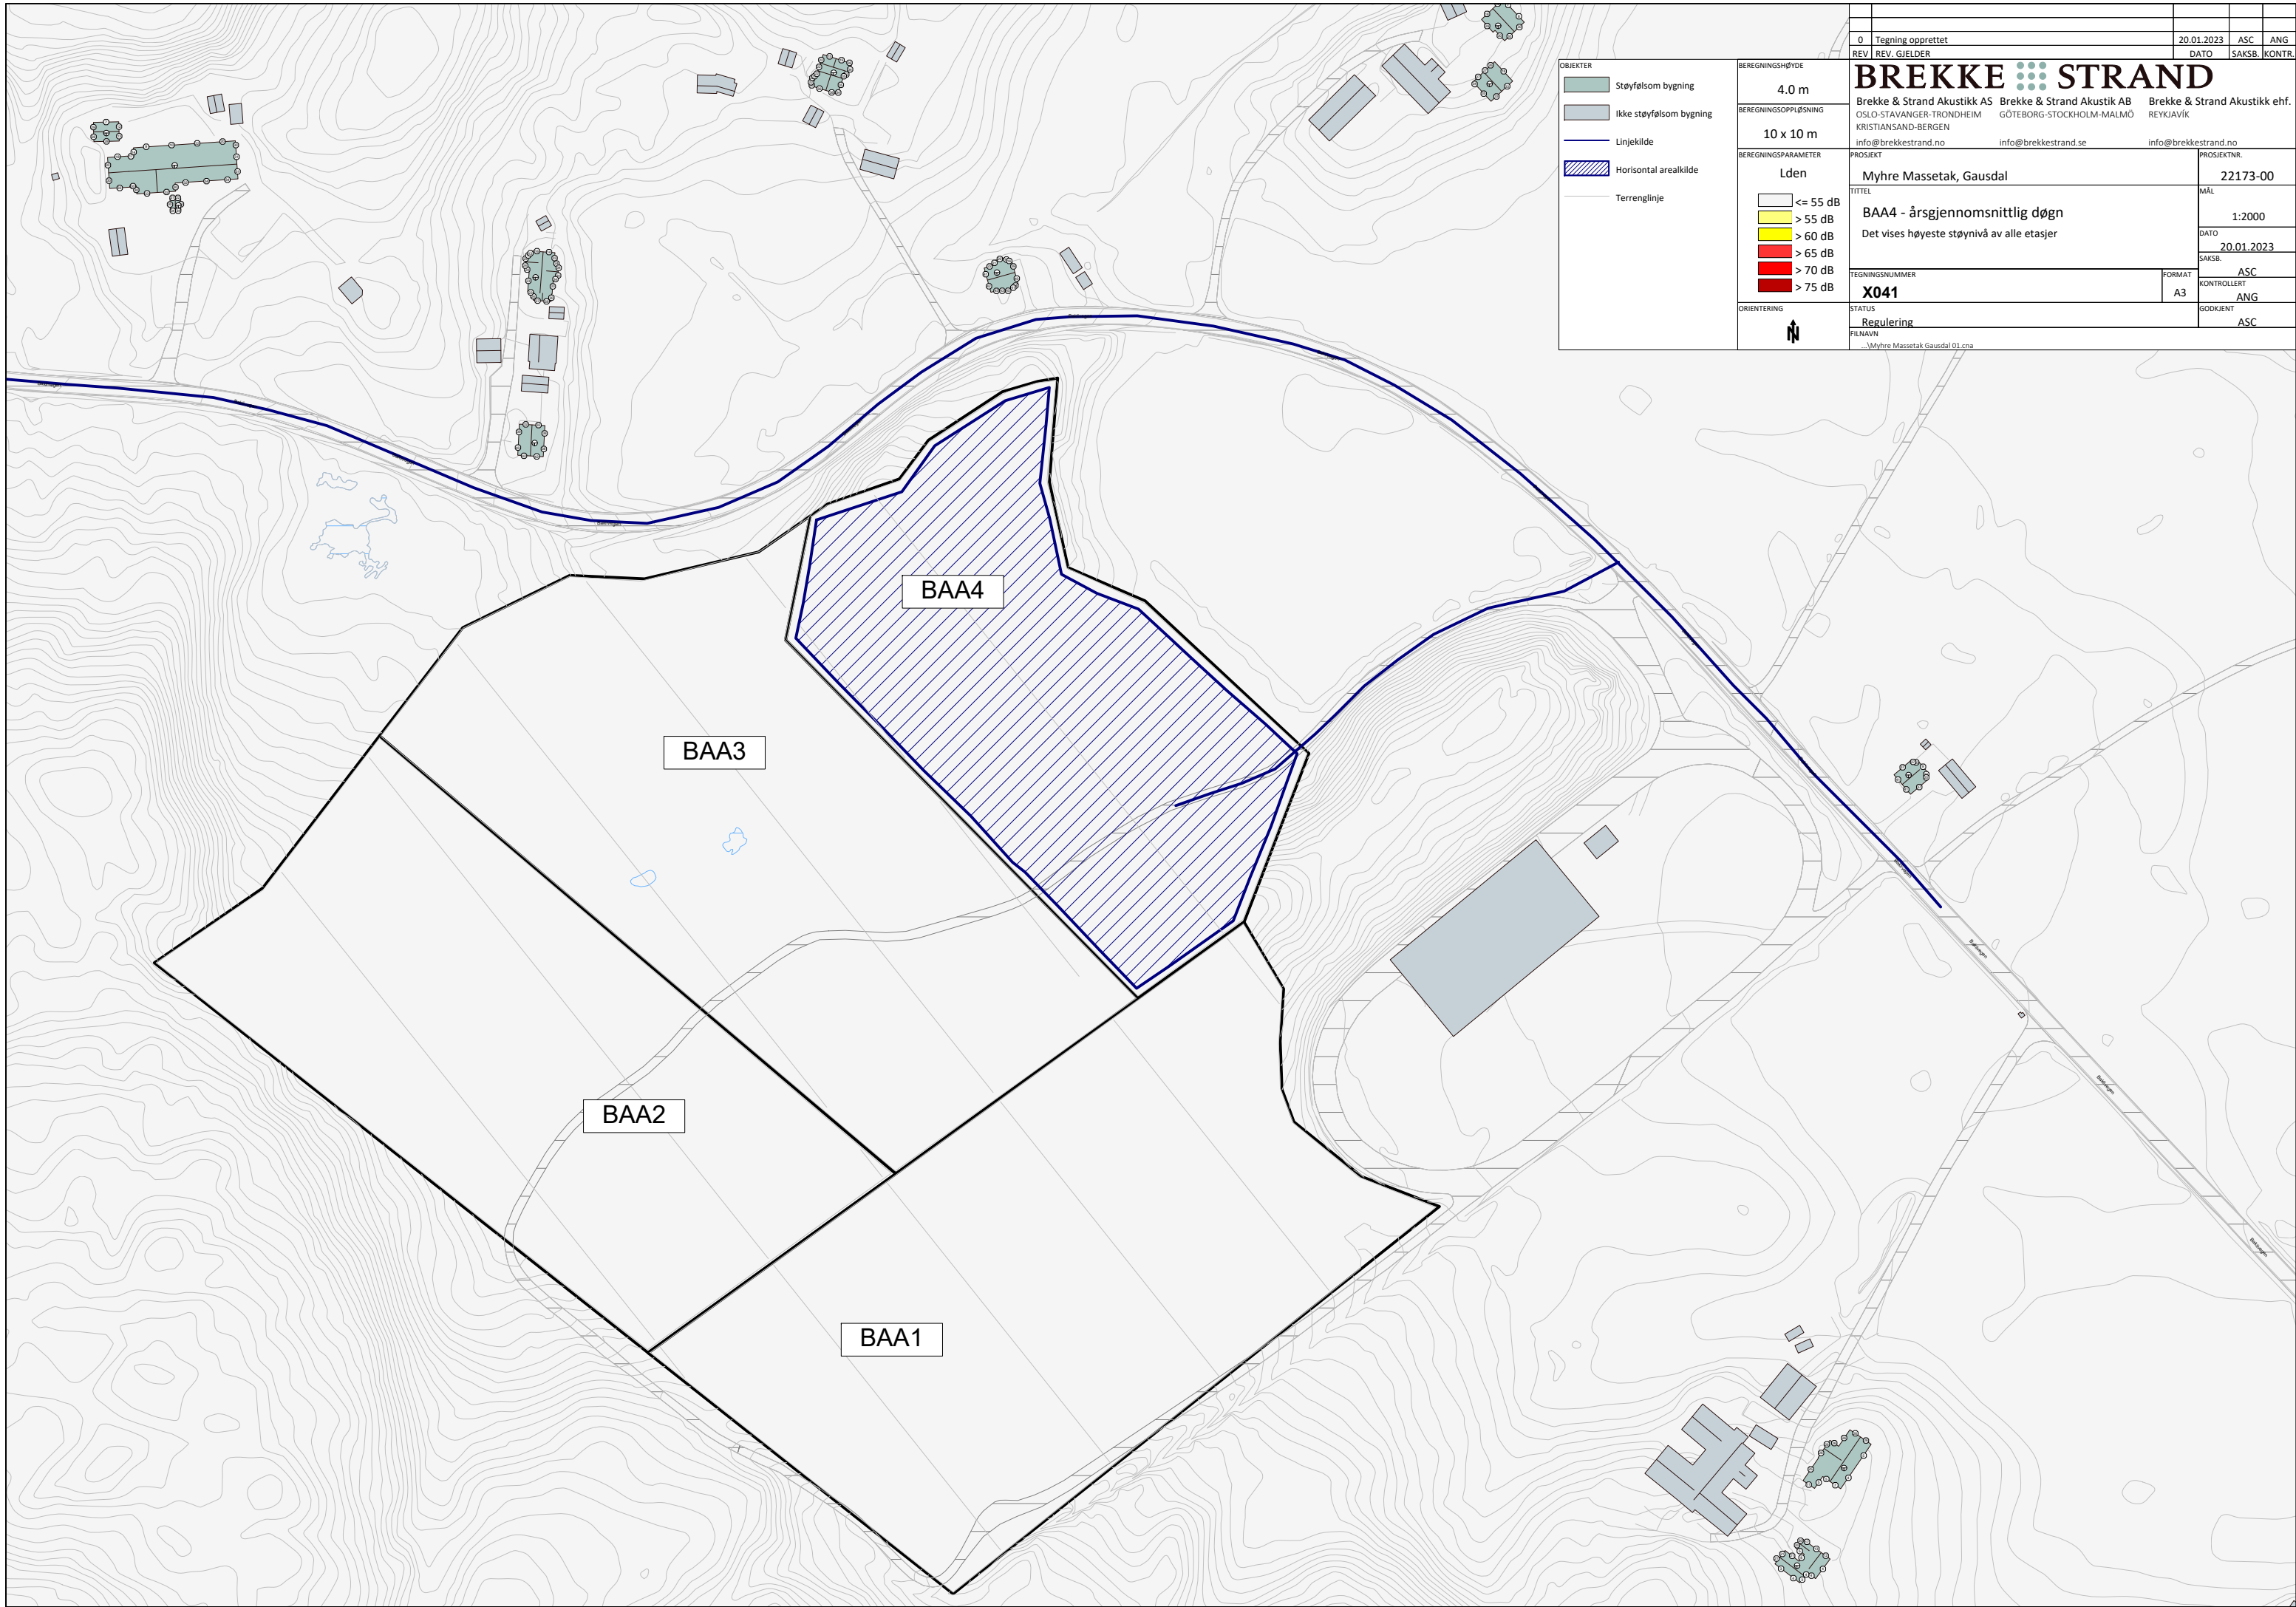 0 Tegning opprettet 20.01.2023 ASC ANG
REV REV. GJELDER DATO SAKSB. KONTR.
OBJEKTER
Støyfølsom bygning
Ikke støyfølsom bygning
Linjekilde
Horisontal arealkilde
Terrenglinje
BEREGNINGSHØYDE
4.0 m
BEREGNINGSOPPLØSNING
10 x 10 m
BEREGNINGSPARAMETER
Lden
<= 55 dB
> 55 dB
> 60 dB
> 65 dB
> 70 dB
> 75 dB
ORIENTERING
N
BREKKE STRAND
Brekke & Strand Akustikk AS Brekke & Strand Akustik AB Brekke & Strand Akustikk ehf.
OSLO-STAVANGER-TRONDHEIM GÖTEBORG-STOCKHOLM-MALMÖ REYKJAVÍK
KRISTIANSAND-BERGEN
info@brekkestrand.no info@brekkestrand.se info@brekkestrand.no
PROSJEKT
Myhre Massetak, Gausdal
PROSJEKTNR.
22173-00
TITTEL
BAA4 - årsgjennomsnittlig døgn
Det vises høyeste støynivå av alle etasjer
MÅL
1:2000
DATO
20.01.2023
SAKSB.
ASC
TEGNINGSNUMMER
X041
FORMAT
A3
KONTROLLERT
ANG
STATUS
Regulering
GODKJENT
ASC
FILNAVN
...\Myhre Massetak Gausdal 01.cna
BAA4
BAA3
BAA2
BAA1